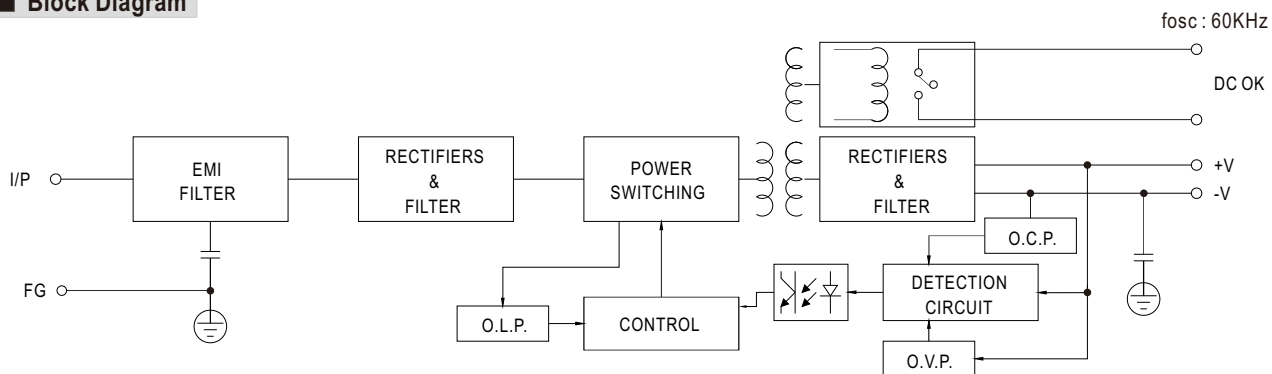 Block Diagram
fosc : 60KHz
DC OK
I/P
EMI
FILTER
RECTIFIERS
&
FILTER
POWER
SWITCHING
RECTIFIERS
&
FILTER
+V
-V
O.C.P.
FG
O.L.P.
CONTROL
DETECTION
CIRCUIT
O.V.P.